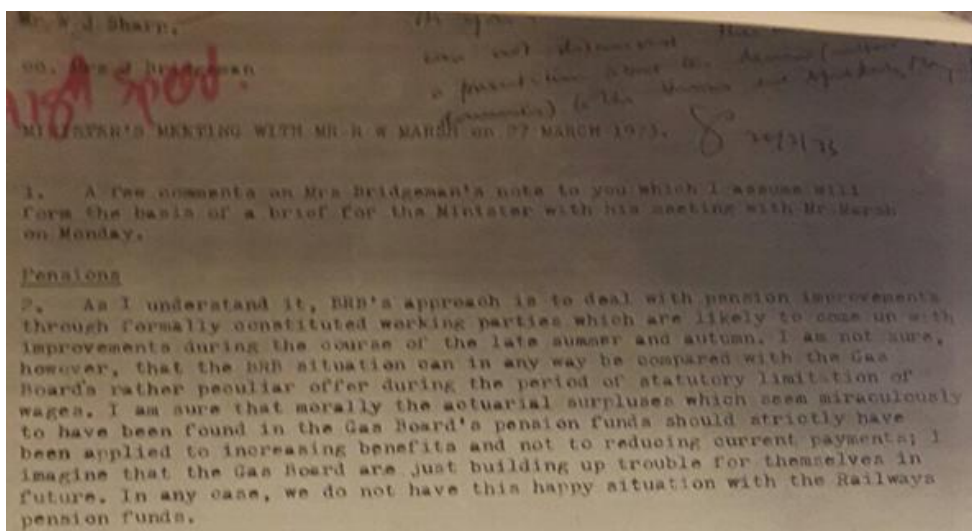 Mr. W J Sharp.
cc. Mrs J Bridgeman
High Speed.
can not
a presentation about
to the
MINISTER'S MEETING WITH MR R W MARSH on 27 MARCH 1973.
1. A few comments on Mrs Bridgeman's note to you which I assume will
form the basis of a brief for the Minister with his meeting with Mr Marsh
on Monday.
Pensions
2. As I understand it, BRB's approach is to deal with pension improvements
through formally constituted working parties which are likely to come up with
improvements during the course of the late summer and autumn. I am not sure,
however, that the BRB situation can in any way be compared with the Gas
Board's rather peculiar offer during the period of statutory limitation of
wages. I am sure that morally the actuarial surpluses which seem miraculously
to have been found in the Gas Board's pension funds should strictly have
been applied to increasing benefits and not to reducing current payments; I
imagine that the Gas Board are just building up trouble for themselves in
future. In any case, we do not have this happy situation with the Railways
pension funds.